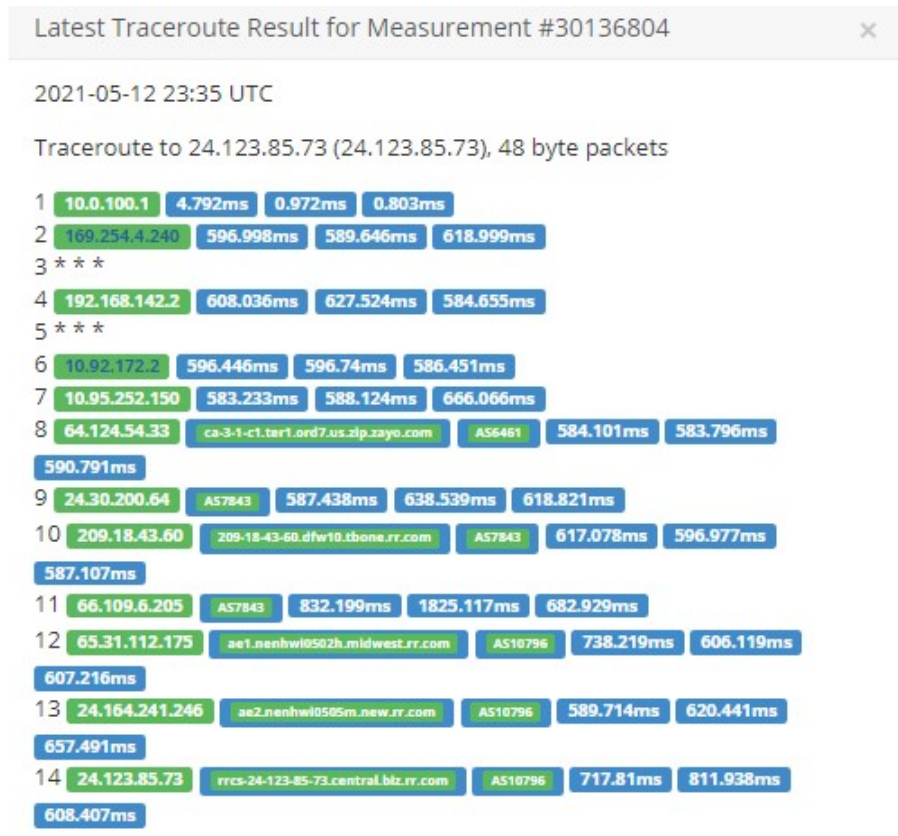 Latest Traceroute Result for Measurement #30136804 ×
2021-05-12 23:35 UTC
Traceroute to 24.123.85.73 (24.123.85.73), 48 byte packets
1 10.0.100.1 4.792ms 0.972ms 0.803ms
2 169.254.4.240 596.998ms 589.646ms 618.999ms
3 * * *
4 192.168.142.2 608.036ms 627.524ms 584.655ms
5 * * *
6 10.92.172.2 596.446ms 596.74ms 586.451ms
7 10.95.252.150 583.233ms 588.124ms 666.066ms
8 64.124.54.33 ca-3-1-c1.ter1.ord7.us.zip.zayo.com AS6461 584.101ms 583.796ms
590.791ms
9 24.30.200.64 AS7843 587.438ms 638.539ms 618.821ms
10 209.18.43.60 209-18-43-60.dfw10.tbone.rr.com AS7843 617.078ms 596.977ms
587.107ms
11 66.109.6.205 AS7843 832.199ms 1825.117ms 682.929ms
12 65.31.112.175 ae1.nenhwi0502h.midwest.rr.com AS10796 738.219ms 606.119ms
607.216ms
13 24.164.241.246 ae2.nenhwi0505m.new.rr.com AS10796 589.714ms 620.441ms
657.491ms
14 24.123.85.73 rrcs-24-123-85-73.central.biz.rr.com AS10796 717.81ms 811.938ms
608.407ms